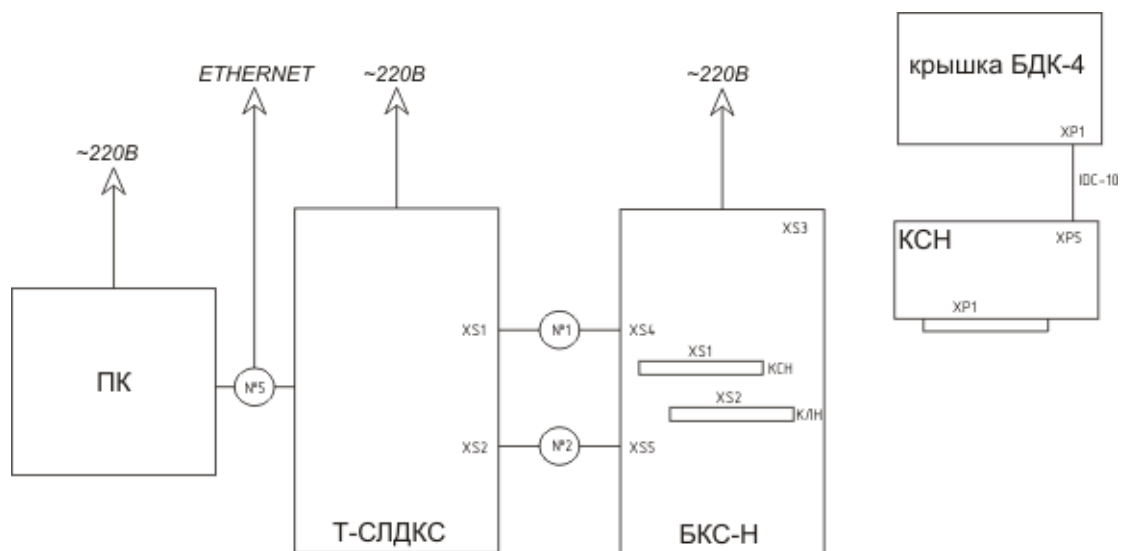 крышка БДК-4
XP1
IDC-10
КСН
XP5
XP1
ETHERNET
~220В
~220В
~220В
XS3
XS1
№1
XS4
XS1
КСН
ПК
№5
XS2
КЛН
XS2
№2
XS5
Т-СЛДКС
БКС-Н